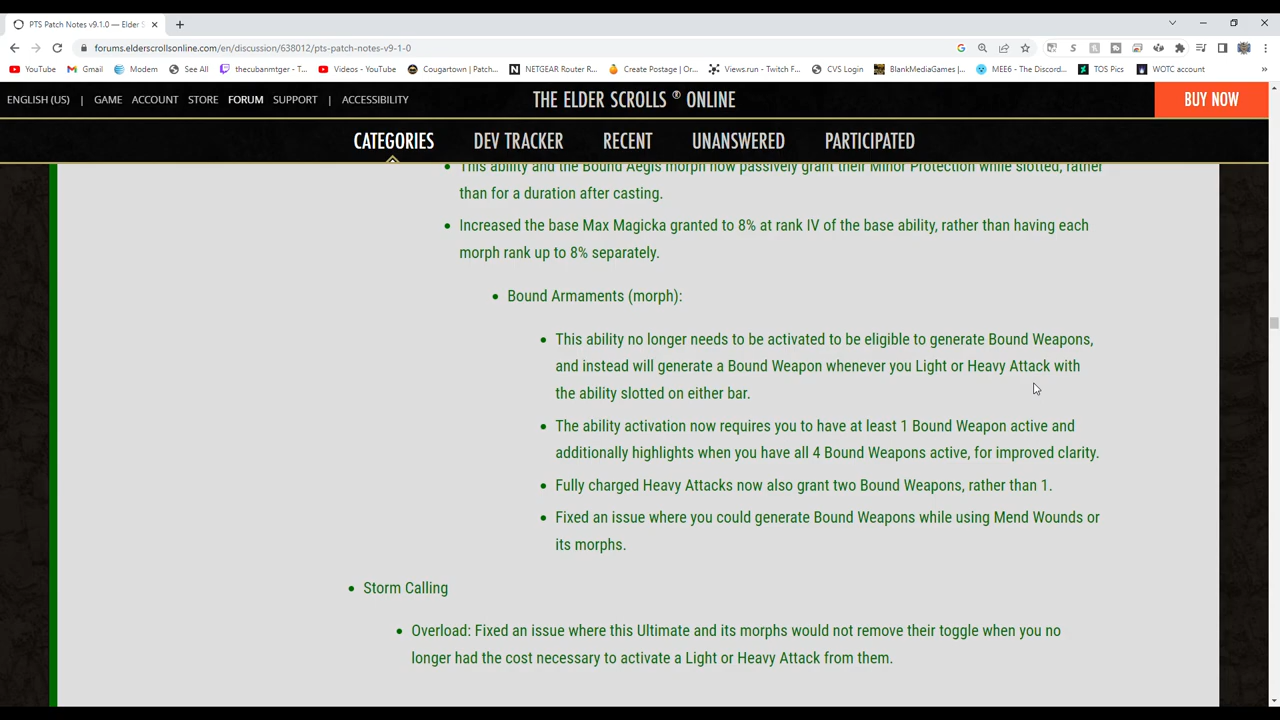 PTS Patch Notes v9.1.0 — Elder S
forums.elderscrollsonline.com/en/discussion/638012/pts-patch-notes-v9-1-0
YouTube Gmail Modem See All thecubanmtger - T... Videos - YouTube Cougartown | Patch... NETGEAR Router R... Create Postage | Or... Views.run - Twitch F... CVS Login BlankMediaGames |... MEE6 - The Discord... TOS Pics WOTC account »
ENGLISH (US) | GAME ACCOUNT STORE FORUM SUPPORT | ACCESSIBILITY THE ELDER SCROLLS ® ONLINE BUY NOW
CATEGORIES DEV TRACKER RECENT UNANSWERED PARTICIPATED
This ability and the Bound Aegis morph now passively grant their Minor Protection while slotted, rather
than for a duration after casting.
Increased the base Max Magicka granted to 8% at rank IV of the base ability, rather than having each
morph rank up to 8% separately.
Bound Armaments (morph):
This ability no longer needs to be activated to be eligible to generate Bound Weapons,
and instead will generate a Bound Weapon whenever you Light or Heavy Attack with
the ability slotted on either bar.
The ability activation now requires you to have at least 1 Bound Weapon active and
additionally highlights when you have all 4 Bound Weapons active, for improved clarity.
Fully charged Heavy Attacks now also grant two Bound Weapons, rather than 1.
Fixed an issue where you could generate Bound Weapons while using Mend Wounds or
its morphs.
Storm Calling
Overload: Fixed an issue where this Ultimate and its morphs would not remove their toggle when you no
longer had the cost necessary to activate a Light or Heavy Attack from them.